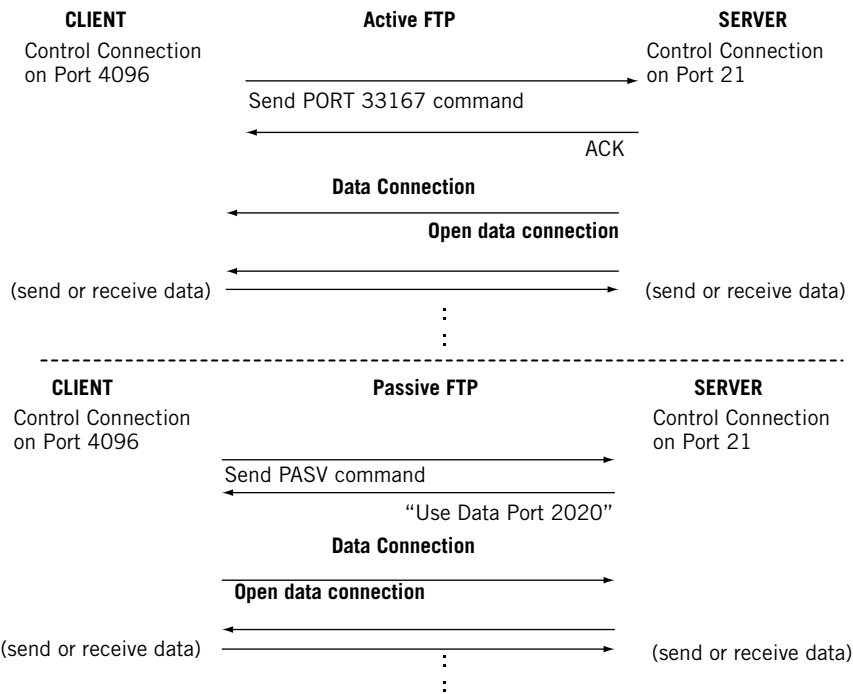 CLIENT Active FTP SERVER
Control Connection
on Port 4096
Control Connection
on Port 21
Send PORT 33167 command
ACK
Data Connection
Open data connection
(send or receive data) (send or receive data)
CLIENT Passive FTP SERVER
Control Connection
on Port 4096
Control Connection
on Port 21
Send PASV command
“Use Data Port 2020”
Data Connection
Open data connection
(send or receive data) (send or receive data)